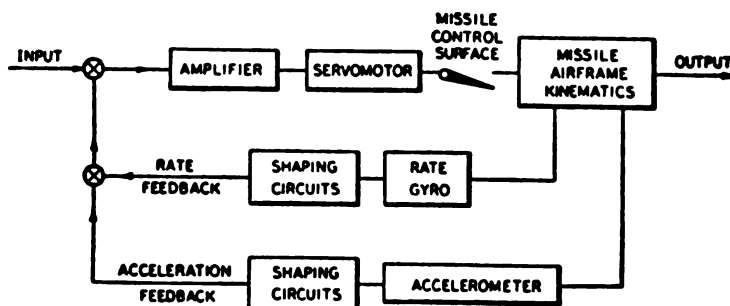 MISSILE
CONTROL
SURFACE
INPUT
AMPLIFIER
SERVOMOTOR
MISSILE
AIRFRAME
KINEMATICS
OUTPUT
RATE
FEEDBACK
SHAPING
CIRCUITS
RATE
GYRO
ACCELERATION
FEEDBACK
SHAPING
CIRCUITS
ACCELEROMETER